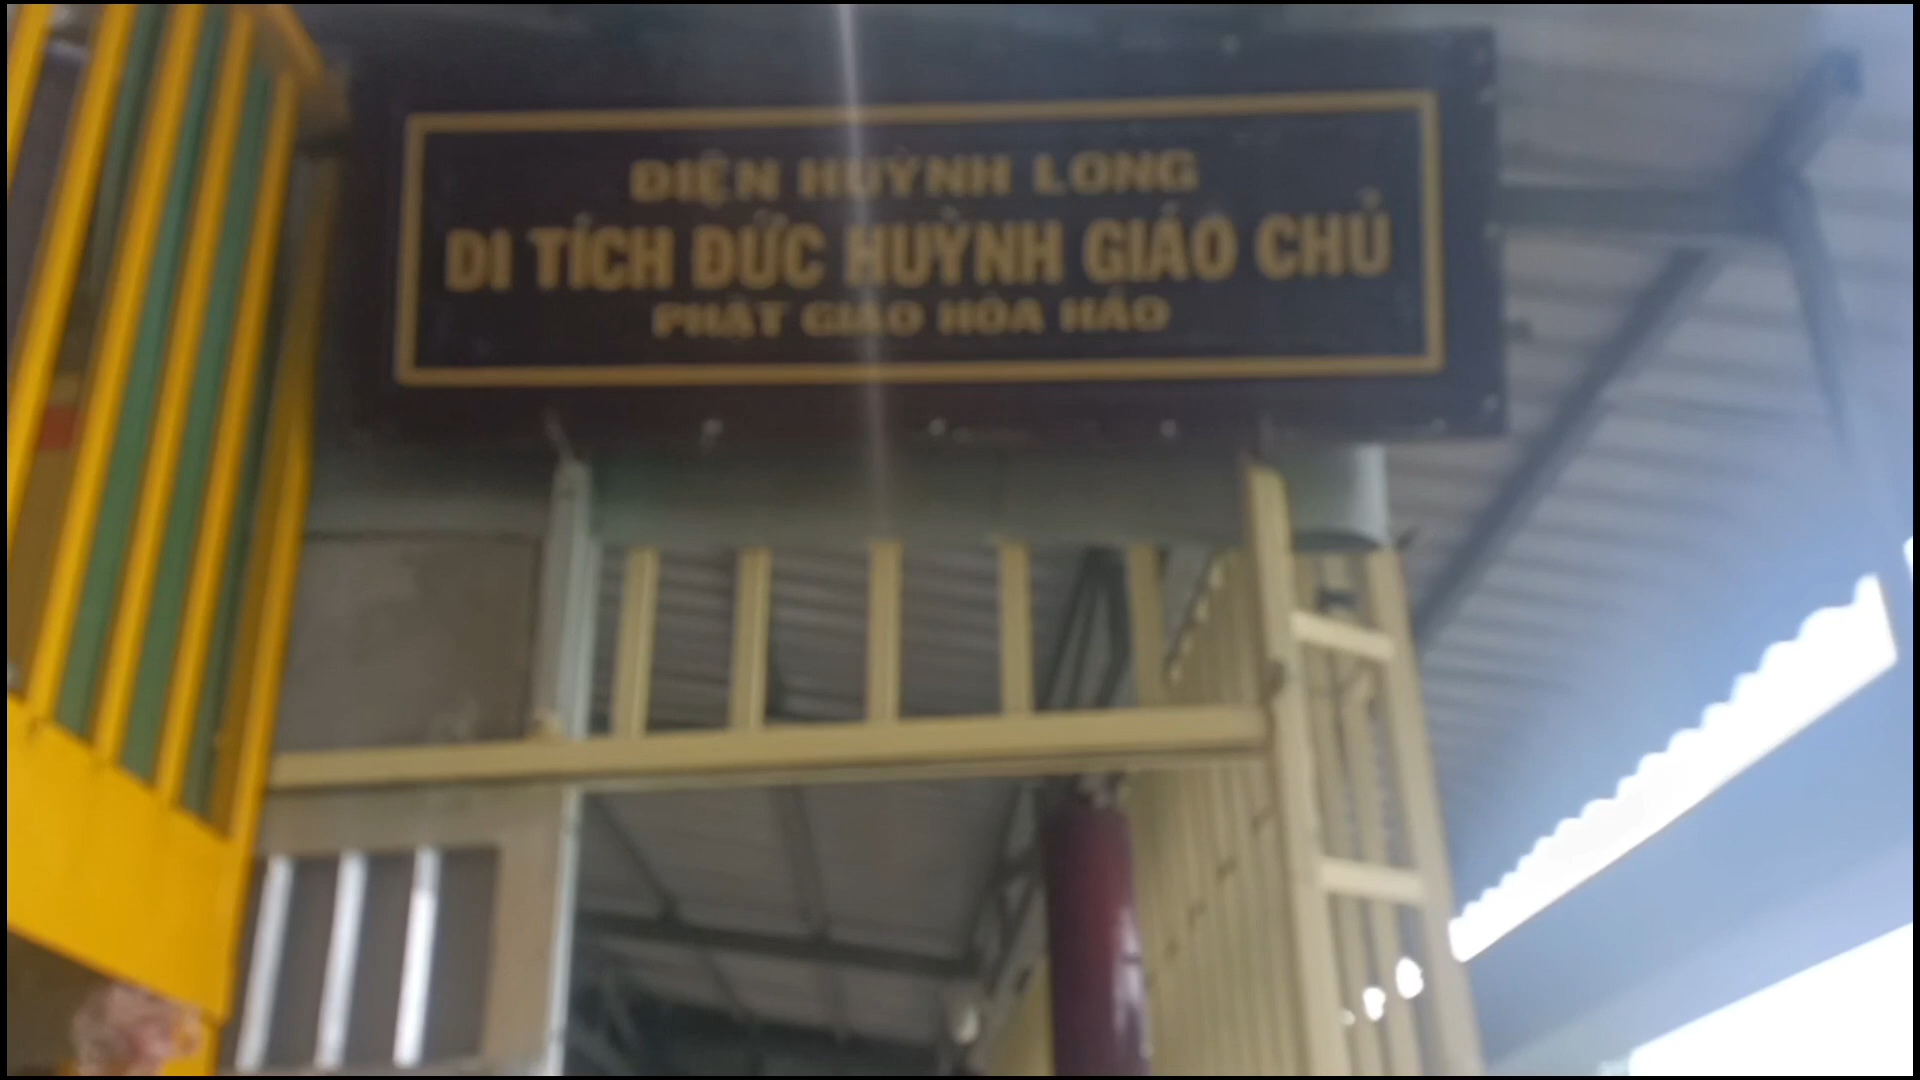 ĐIỆN HUỲNH LONG
DI TÍCH ĐỨC HUỲNH GIÁO CHỦ
PHẬT GIÁO HÒA HẢO